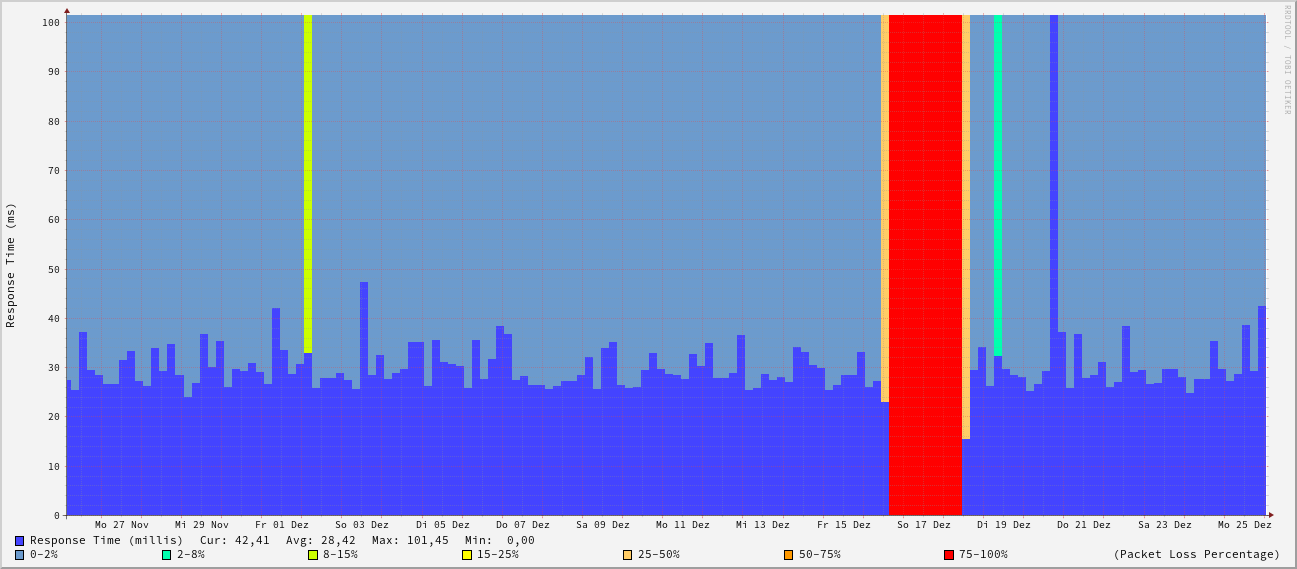 RRDTOOL / TOBI OETIKER
Response Time (ms)
100
90
80
70
60
50
40
30
20
10
0
Mo 27 Nov Mi 29 Nov Fr 01 Dez So 03 Dez Di 05 Dez Do 07 Dez Sa 09 Dez Mo 11 Dez Mi 13 Dez Fr 15 Dez So 17 Dez Di 19 Dez Do 21 Dez Sa 23 Dez Mo 25 Dez
Response Time (millis) Cur: 42,41 Avg: 28,42 Max: 101,45 Min: 0,00
0-2% 2-8% 8-15% 15-25% 25-50% 50-75% 75-100% (Packet Loss Percentage)